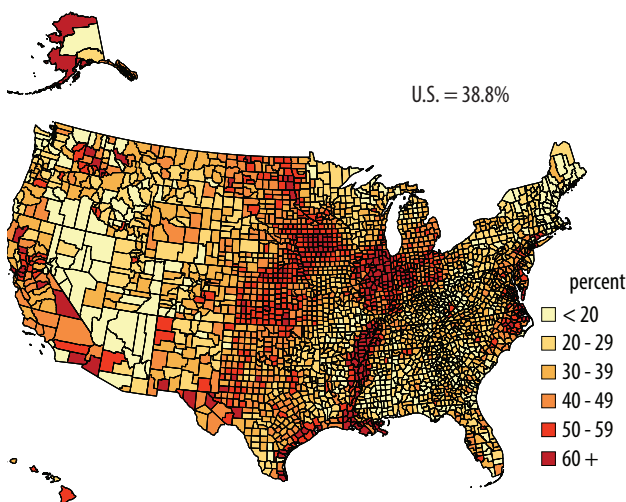 U.S. = 38.8%
percent
< 20
20 - 29
30 - 39
40 - 49
50 - 59
60 +